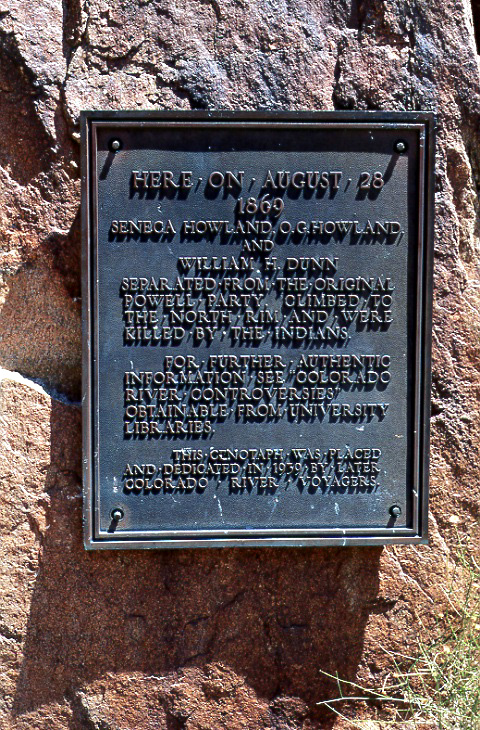 HERE, ON, AUGUST, 28
1869
SENECA HOWLAND, O.G. HOWLAND,
AND
WILLIAM H. DUNN
SEPARATED FROM THE ORIGINAL
POWELL PARTY, CLIMBED TO
THE NORTH RIM AND WERE
KILLED BY THE INDIANS.
FOR FURTHER AUTHENTIC
INFORMATION SEE "COLORADO
RIVER CONTROVERSIES"
OBTAINABLE FROM UNIVERSITY
LIBRARIES.
THIS CENOTAPH WAS PLACED
AND DEDICATED IN 1939 BY LATER
COLORADO RIVER VOYAGERS.